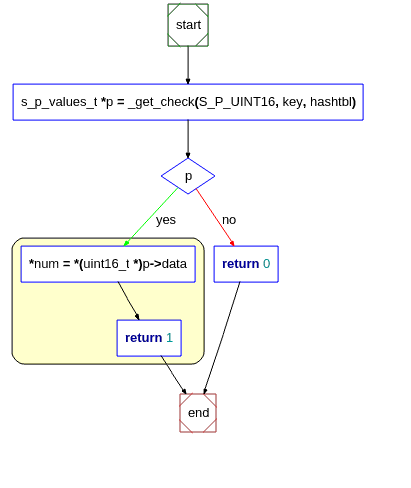 start
s_p_values_t *p = _get_check(S_P_UINT16, key, hashtbl)
p
yes
no
*num = *(uint16_t *)p->data
return 0
return 1
end